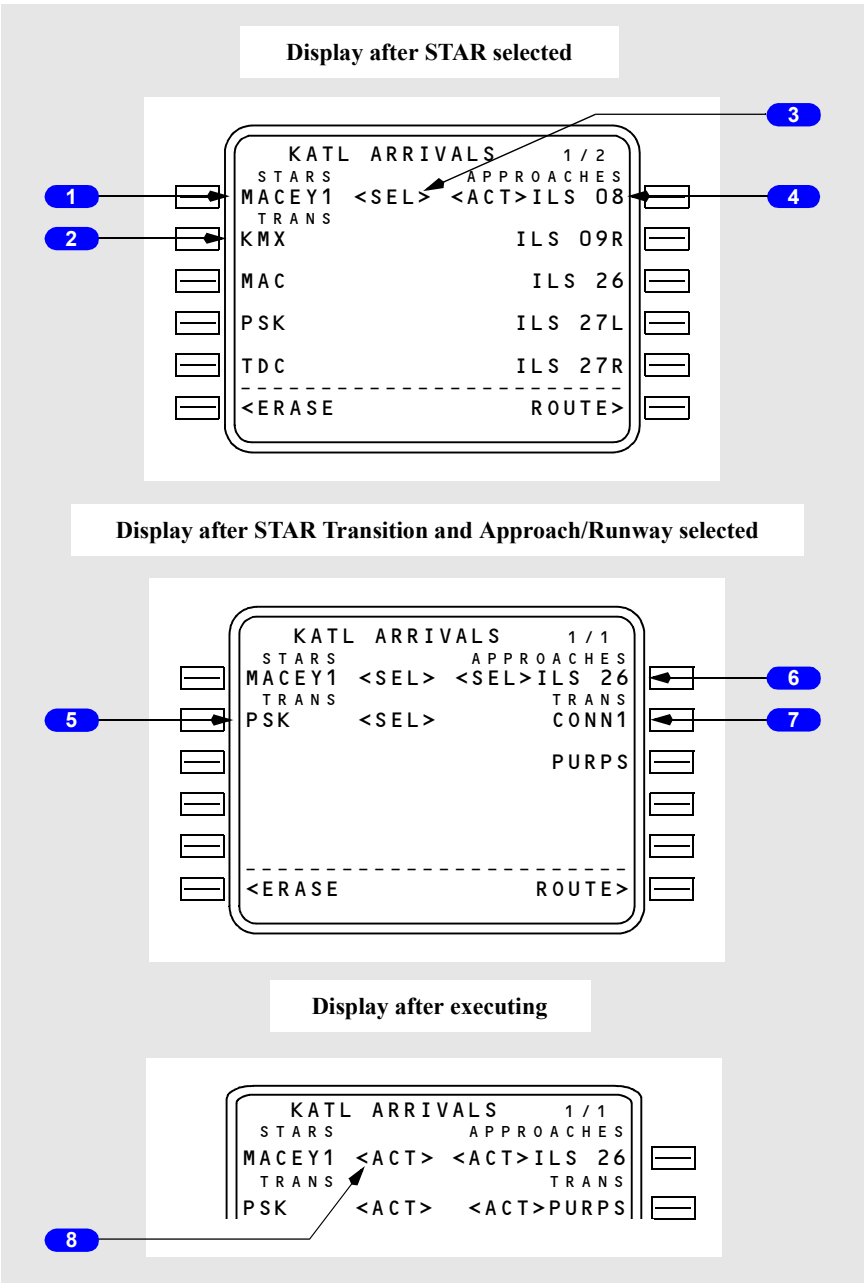 Display after STAR selected
3
KATL ARRIVALS 1/2
STARS APPROACHES
1 MACEY1 <SEL> <ACT>ILS 08 4
TRANS
2 KMX ILS 09R
MAC ILS 26
PSK ILS 27L
TDC ILS 27R
--------------------------
<ERASE ROUTE>
Display after STAR Transition and Approach/Runway selected
KATL ARRIVALS 1/1
STARS APPROACHES
MACEY1 <SEL> <SEL>ILS 26 6
TRANS TRANS
5 PSK <SEL> CONN1 7
PURPS
--------------------------
<ERASE ROUTE>
Display after executing
KATL ARRIVALS 1/1
STARS APPROACHES
MACEY1 <ACT> <ACT>ILS 26
TRANS TRANS
PSK <ACT> <ACT>PURPS
8